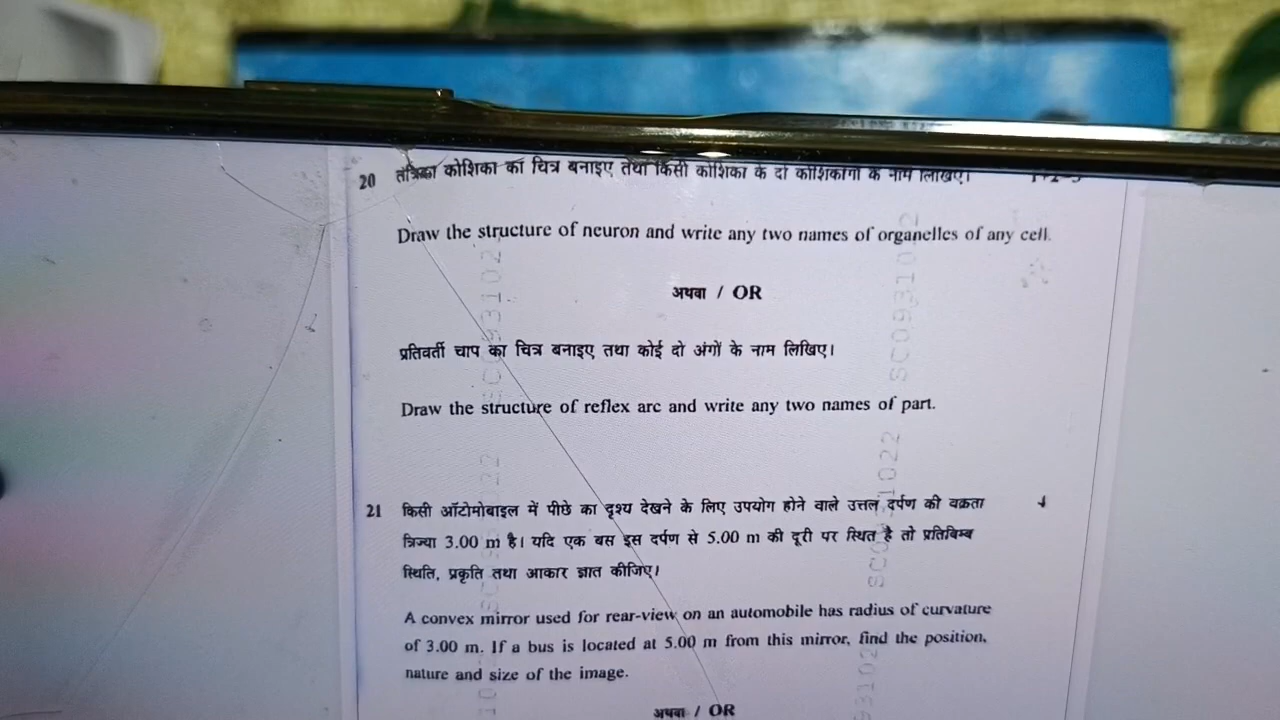 20 तंत्रिका कोशिका का चित्र बनाइए तथा किसी कोशिका के दो कोशिकांगों के नाम लिखिए।
Draw the structure of neuron and write any two names of organelles of any cell.
अथवा / OR
प्रतिवर्ती चाप का चित्र बनाइए तथा कोई दो अंगों के नाम लिखिए।
Draw the structure of reflex arc and write any two names of part.
21 किसी ऑटोमोबाइल में पीछे का दृश्य देखने के लिए उपयोग होने वाले उत्तल दर्पण की वक्रता 4
त्रिज्या 3.00 m है। यदि एक बस इस दर्पण से 5.00 m की दूरी पर स्थित है तो प्रतिबिम्ब
स्थिति, प्रकृति तथा आकार ज्ञात कीजिए।
A convex mirror used for rear-view on an automobile has radius of curvature
of 3.00 m. If a bus is located at 5.00 m from this mirror, find the position,
nature and size of the image.
अथवा / OR